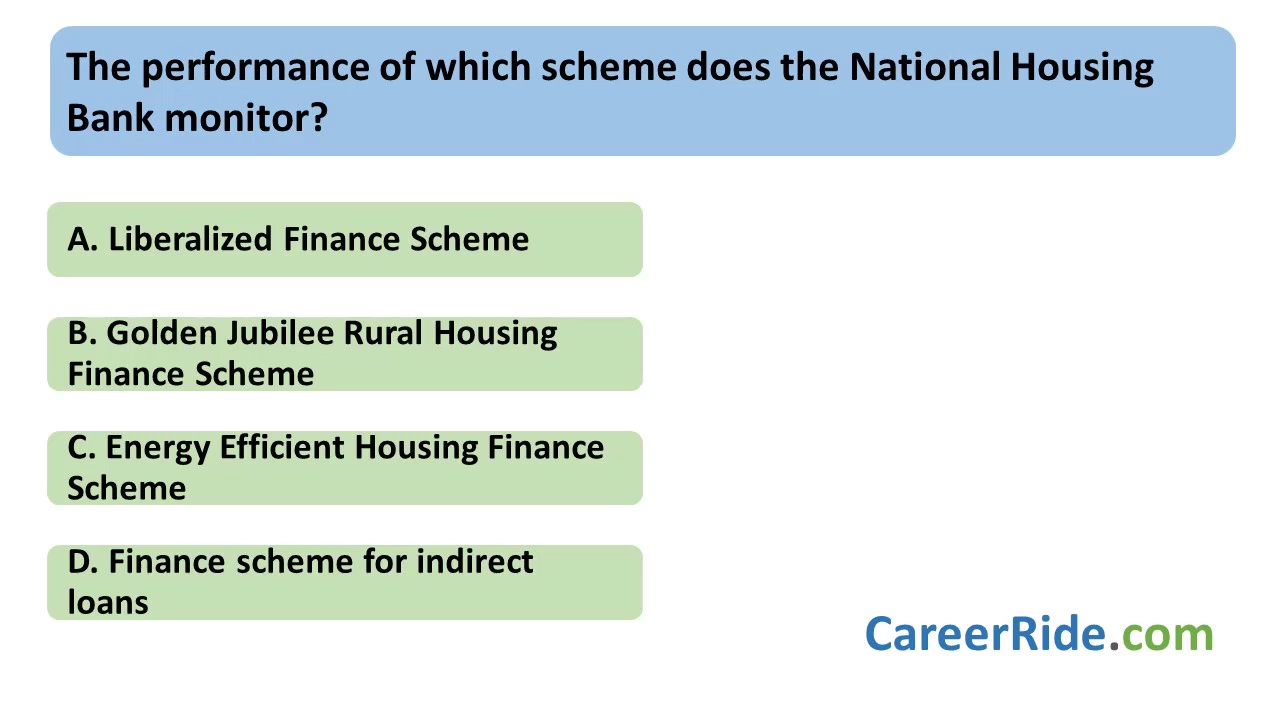 The performance of which scheme does the National Housing
Bank monitor?
A. Liberalized Finance Scheme
B. Golden Jubilee Rural Housing
Finance Scheme
C. Energy Efficient Housing Finance
Scheme
D. Finance scheme for indirect
loans
CareerRide.com